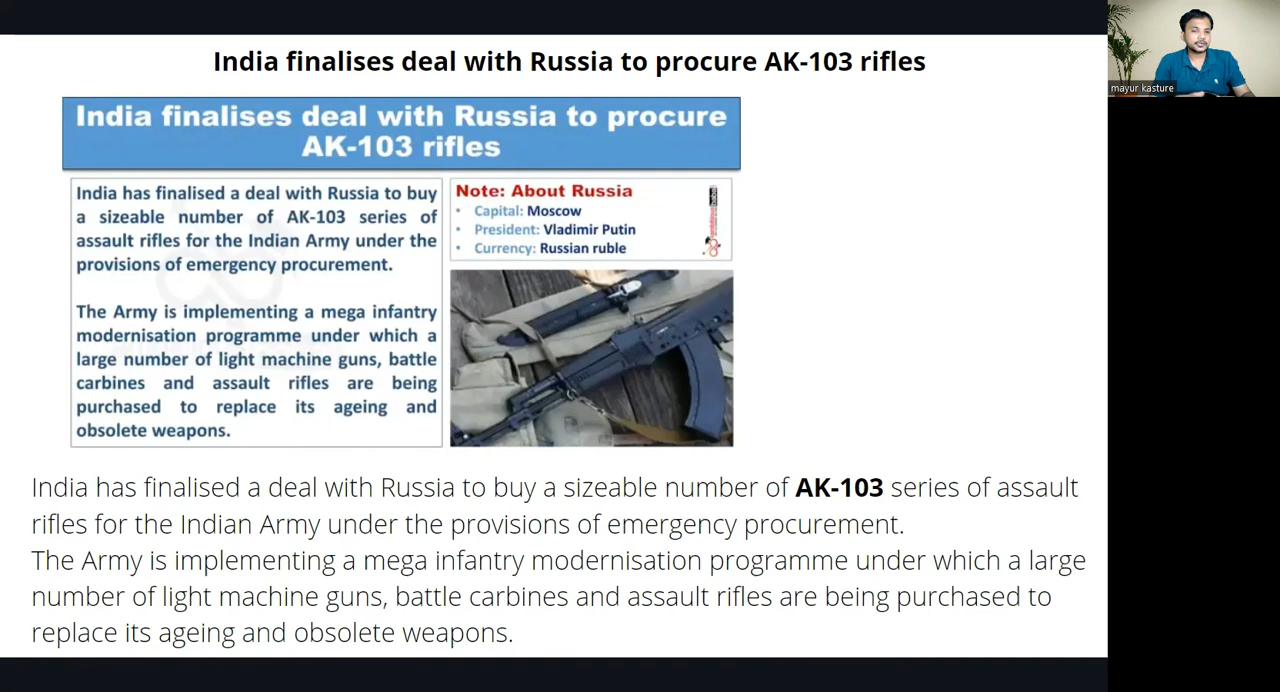 India finalises deal with Russia to procure AK-103 rifles
mayur kasture
India finalises deal with Russia to procure
AK-103 rifles
India has finalised a deal with Russia to buy
a sizeable number of AK-103 series of
assault rifles for the Indian Army under the
provisions of emergency procurement.
The Army is implementing a mega infantry
modernisation programme under which a
large number of light machine guns, battle
carbines and assault rifles are being
purchased to replace its ageing and
obsolete weapons.
Note: About Russia
• Capital: Moscow
• President: Vladimir Putin
• Currency: Russian ruble
India has finalised a deal with Russia to buy a sizeable number of AK-103 series of assault
rifles for the Indian Army under the provisions of emergency procurement.
The Army is implementing a mega infantry modernisation programme under which a large
number of light machine guns, battle carbines and assault rifles are being purchased to
replace its ageing and obsolete weapons.